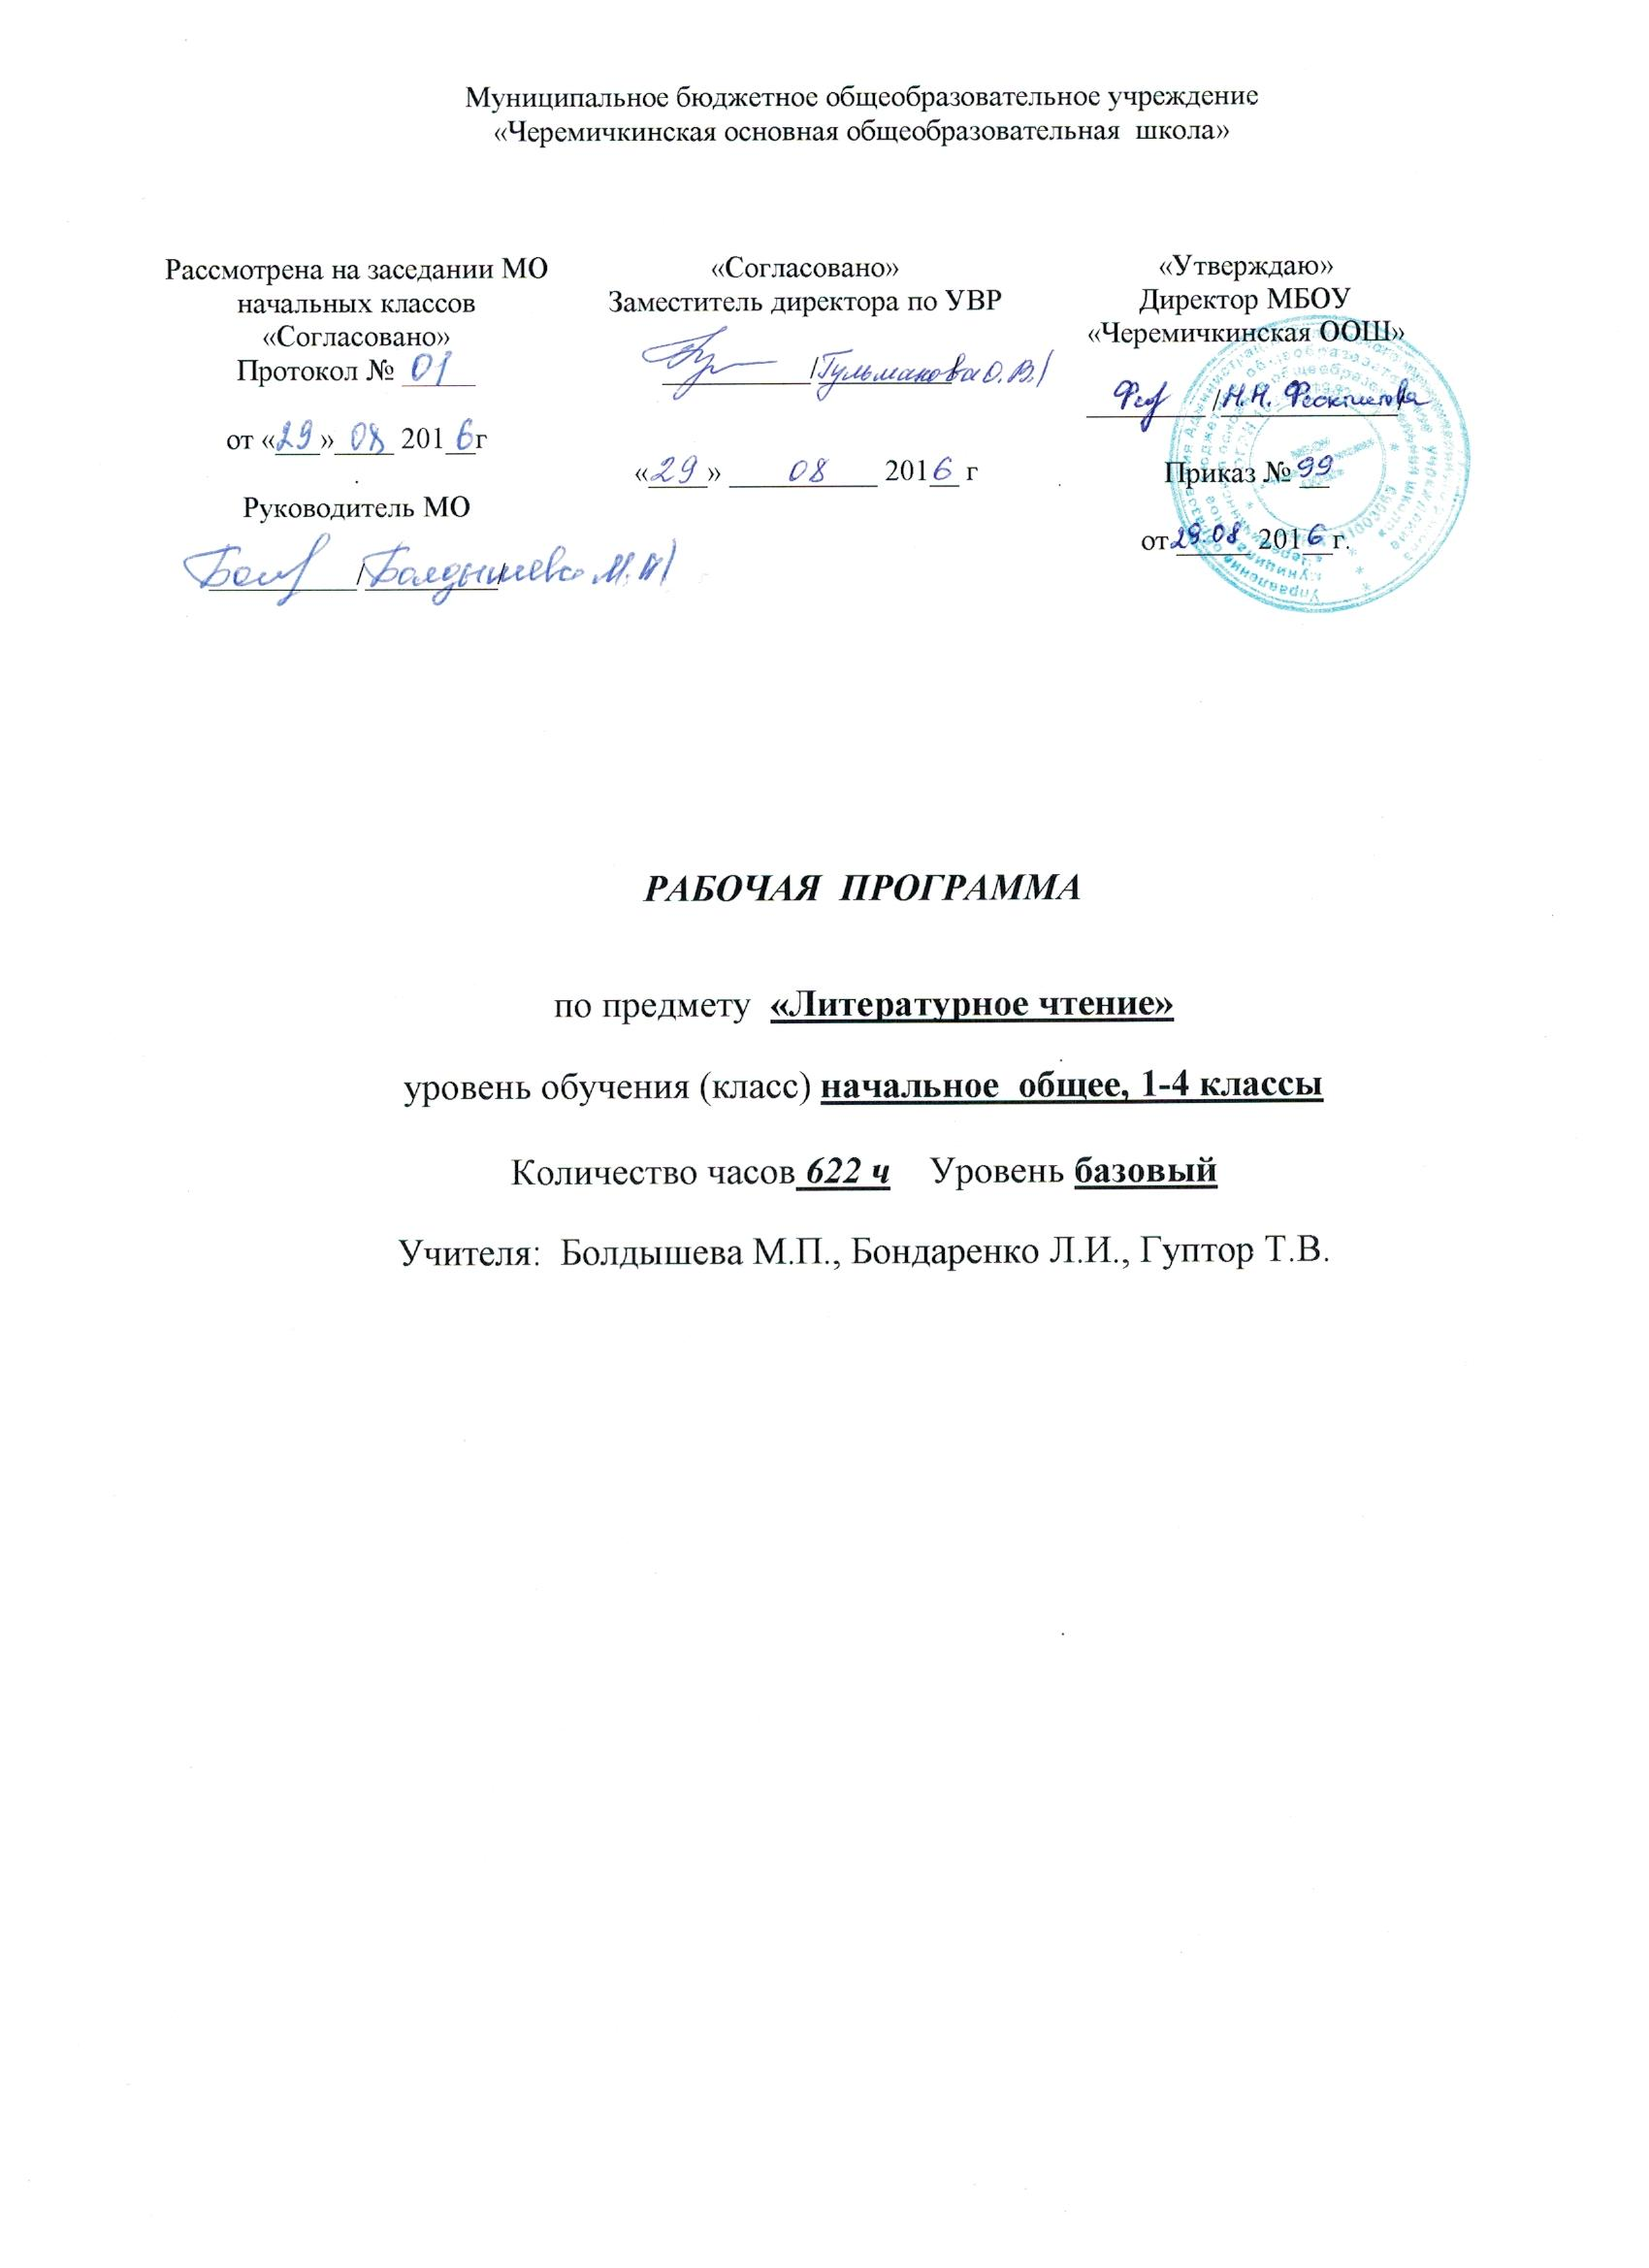 Муниципальное бюджетное общеобразовательное учреждение
«Черемичкинская основная общеобразовательная школа»
Рассмотрена на заседании МО
начальных классов
«Согласовано»
Протокол № 01
от «29» 08 2016г
Руководитель МО
/Болдышева М.П/
«Согласовано»
Заместитель директора по УВР
/Гульманова О.В./
«29» 08 2016 г
«Утверждаю»
Директор МБОУ
«Черемичкинская ООШ»
/Н.Н. Феоктистова
Приказ № 99
от 29.08 2016 г.
РАБОЧАЯ ПРОГРАММА
по предмету «Литературное чтение»
уровень обучения (класс) начальное общее, 1-4 классы
Количество часов 622 ч Уровень базовый
Учителя: Болдышева М.П., Бондаренко Л.И., Гуптор Т.В.